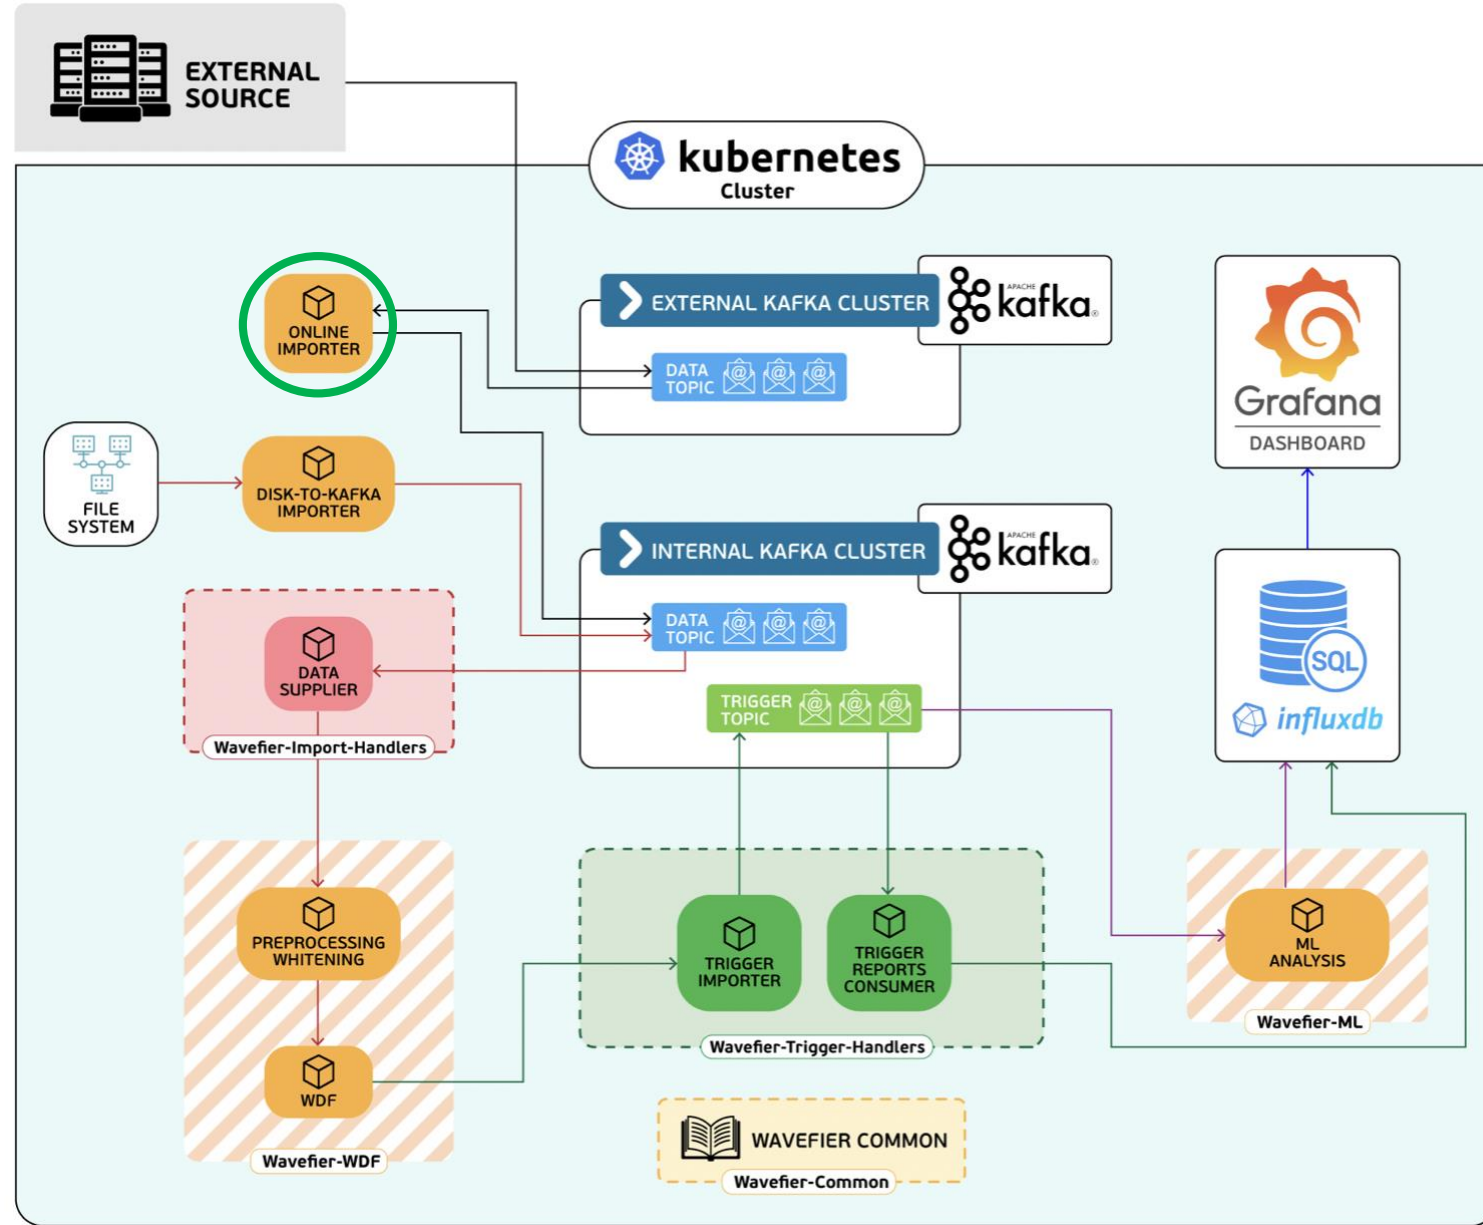 EXTERNAL
SOURCE
kubernetes
Cluster
ONLINE
IMPORTER
EXTERNAL KAFKA CLUSTER
APACHE
kafka®
DATA
TOPIC
@ @ @
Grafana
DASHBOARD
FILE
SYSTEM
DISK-TO-KAFKA
IMPORTER
INTERNAL KAFKA CLUSTER
APACHE
kafka®
DATA
TOPIC
@ @ @
TRIGGER
TOPIC
@ @ @
SQL
influxdb
DATA
SUPPLIER
Wavefier-Import-Handlers
PREPROCESSING
WHITENING
WDF
Wavefier-WDF
TRIGGER
IMPORTER
TRIGGER
REPORTS
CONSUMER
Wavefier-Trigger-Handlers
ML
ANALYSIS
Wavefier-ML
WAVEFIER COMMON
Wavefier-Common